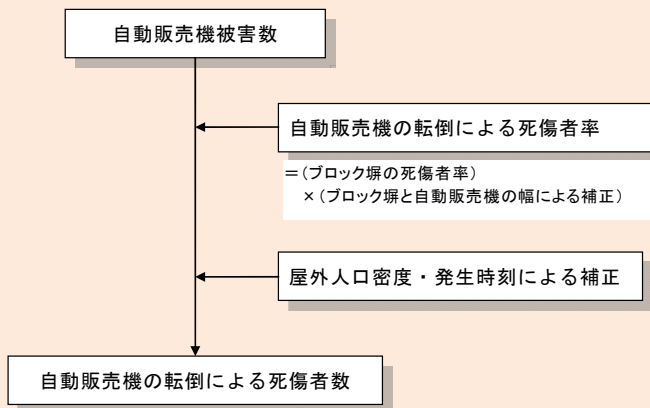 自動販売機被害数
自動販売機の転倒による死傷者率
＝(ブロック塀の死傷者率)
×(ブロック塀と自動販売機の幅による補正)
屋外人口密度・発生時刻による補正
自動販売機の転倒による死傷者数